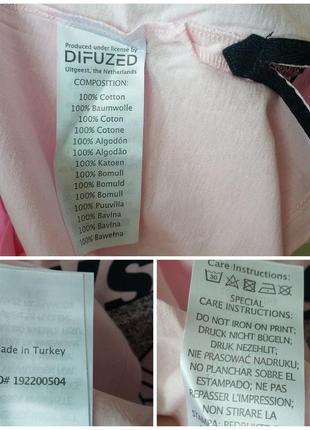 Produced under license by
DIFUZED
Uitgeest, the Netherlands
COMPOSITION:
100% Cotton
100% Baumwolle
100% Coton
100% Cotone
100% Algodón
100% Algodão
100% Katoen
100% Bomull
100% Bomuld
100% Bomull
100% Puuvilla
100% Bavlna
100% Bavlna
100% Bawełna
ade in Turkey
O# 192200504
Care Instructions:
30
SPECIAL
CARE INSTRUCTIONS:
DO NOT IRON ON PRINT;
DRUCK NICHT BÜGELN;
DRUK NEZEHLIT;
NIE PRASOWAĆ NADRUKU;
NO PLANCHAR SOBRE EL
ESTAMPADO; NE PAS
REPASSER L'IMPRESSION;
NON STIRARE LA
STAMPA;